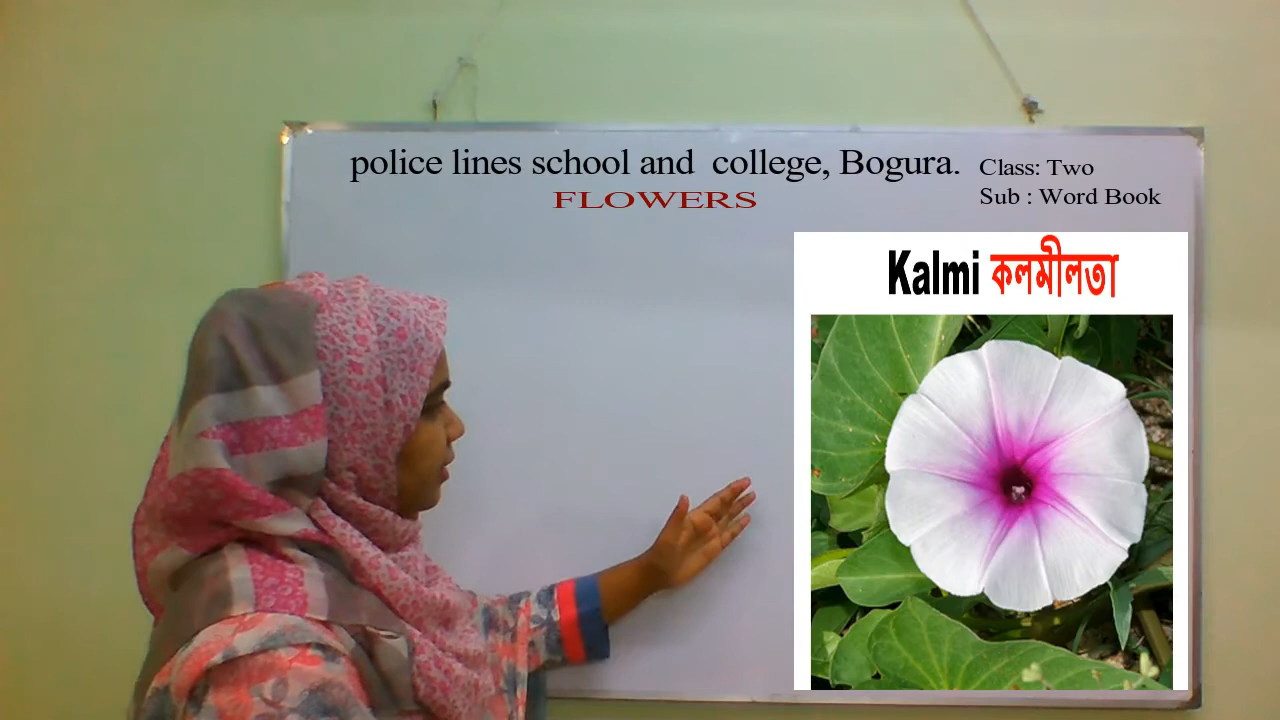 police lines school and college, Bogura.
FLOWERS
Class: Two
Sub : Word Book
Kalmi কলমীলতা